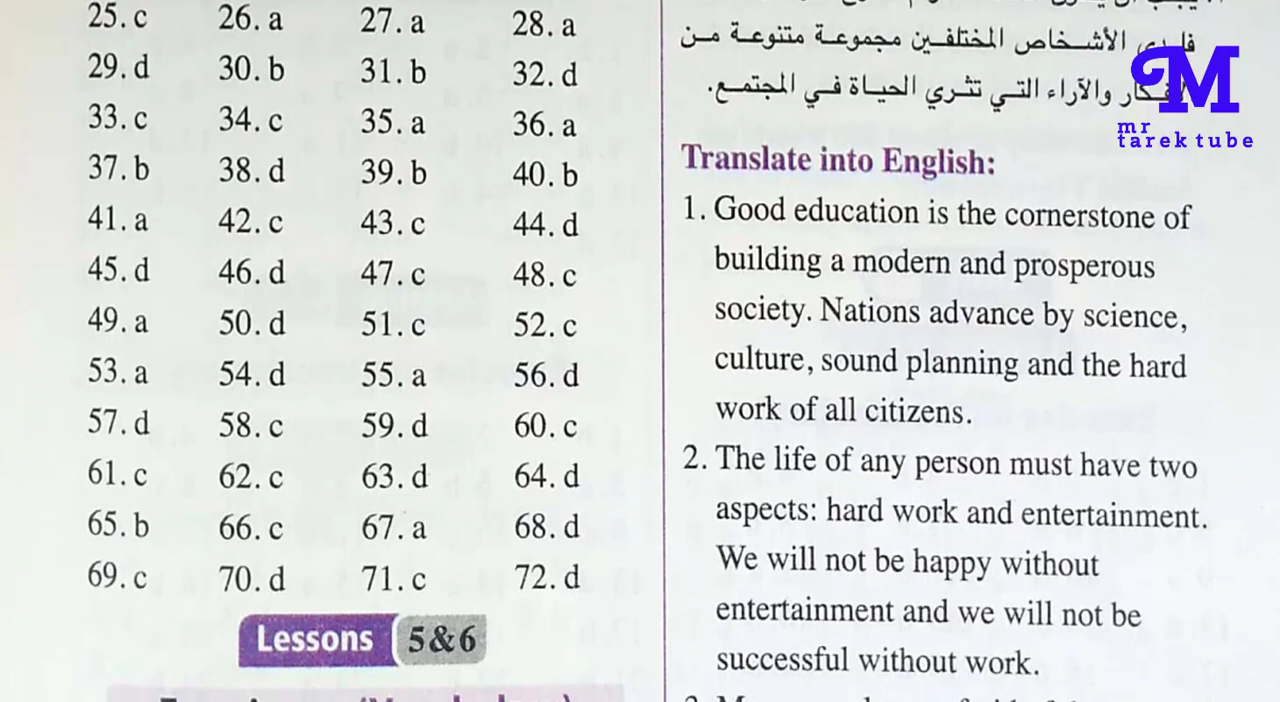 25. c 26. a 27. a 28. a
29. d 30. b 31. b 32. d
33. c 34. c 35. a 36. a
37. b 38. d 39. b 40. b
41. a 42. c 43. c 44. d
45. d 46. d 47. c 48. c
49. a 50. d 51. c 52. c
53. a 54. d 55. a 56. d
57. d 58. c 59. d 60. c
61. c 62. c 63. d 64. d
65. b 66. c 67. a 68. d
69. c 70. d 71. c 72. d
Lessons 5&6
الأشخاص المختلفين مجموعة متنوعة من
والآراء التي تثري الحياة في المجتمع.
M
mr
tarek tube
Translate into English:
1. Good education is the cornerstone of
building a modern and prosperous
society. Nations advance by science,
culture, sound planning and the hard
work of all citizens.
2. The life of any person must have two
aspects: hard work and entertainment.
We will not be happy without
entertainment and we will not be
successful without work.